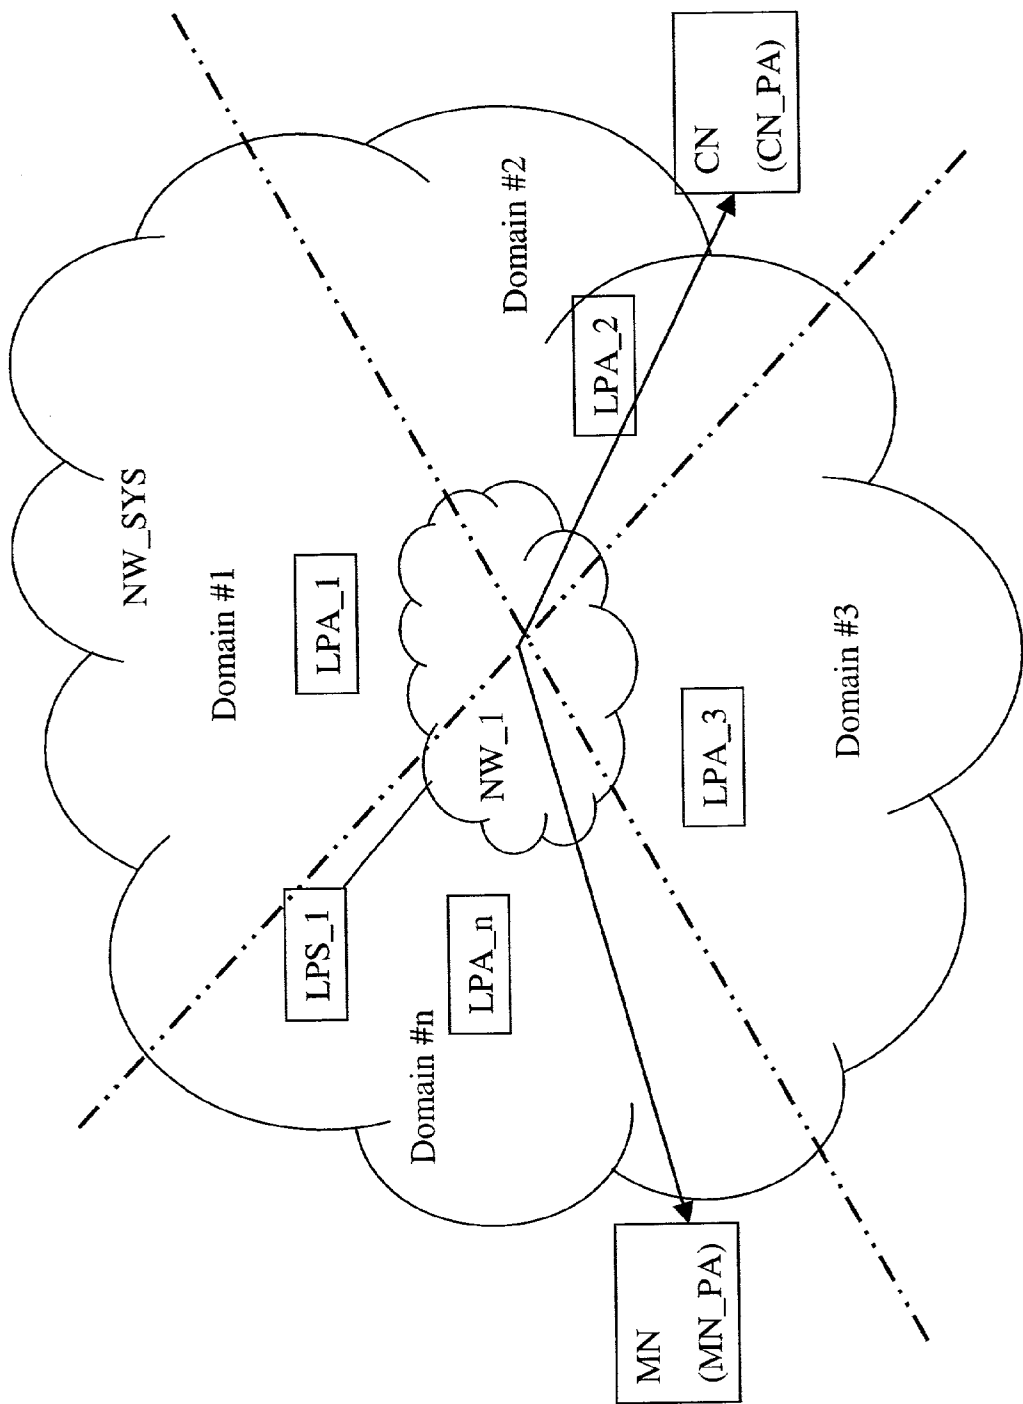 NW_SYS
Domain #1
LPA_1
LPS_1
Domain #2
LPA_2
Domain #n
LPA_n
NW_1
LPA_3
Domain #3
MN
(MN_PA)
CN
(CN_PA)